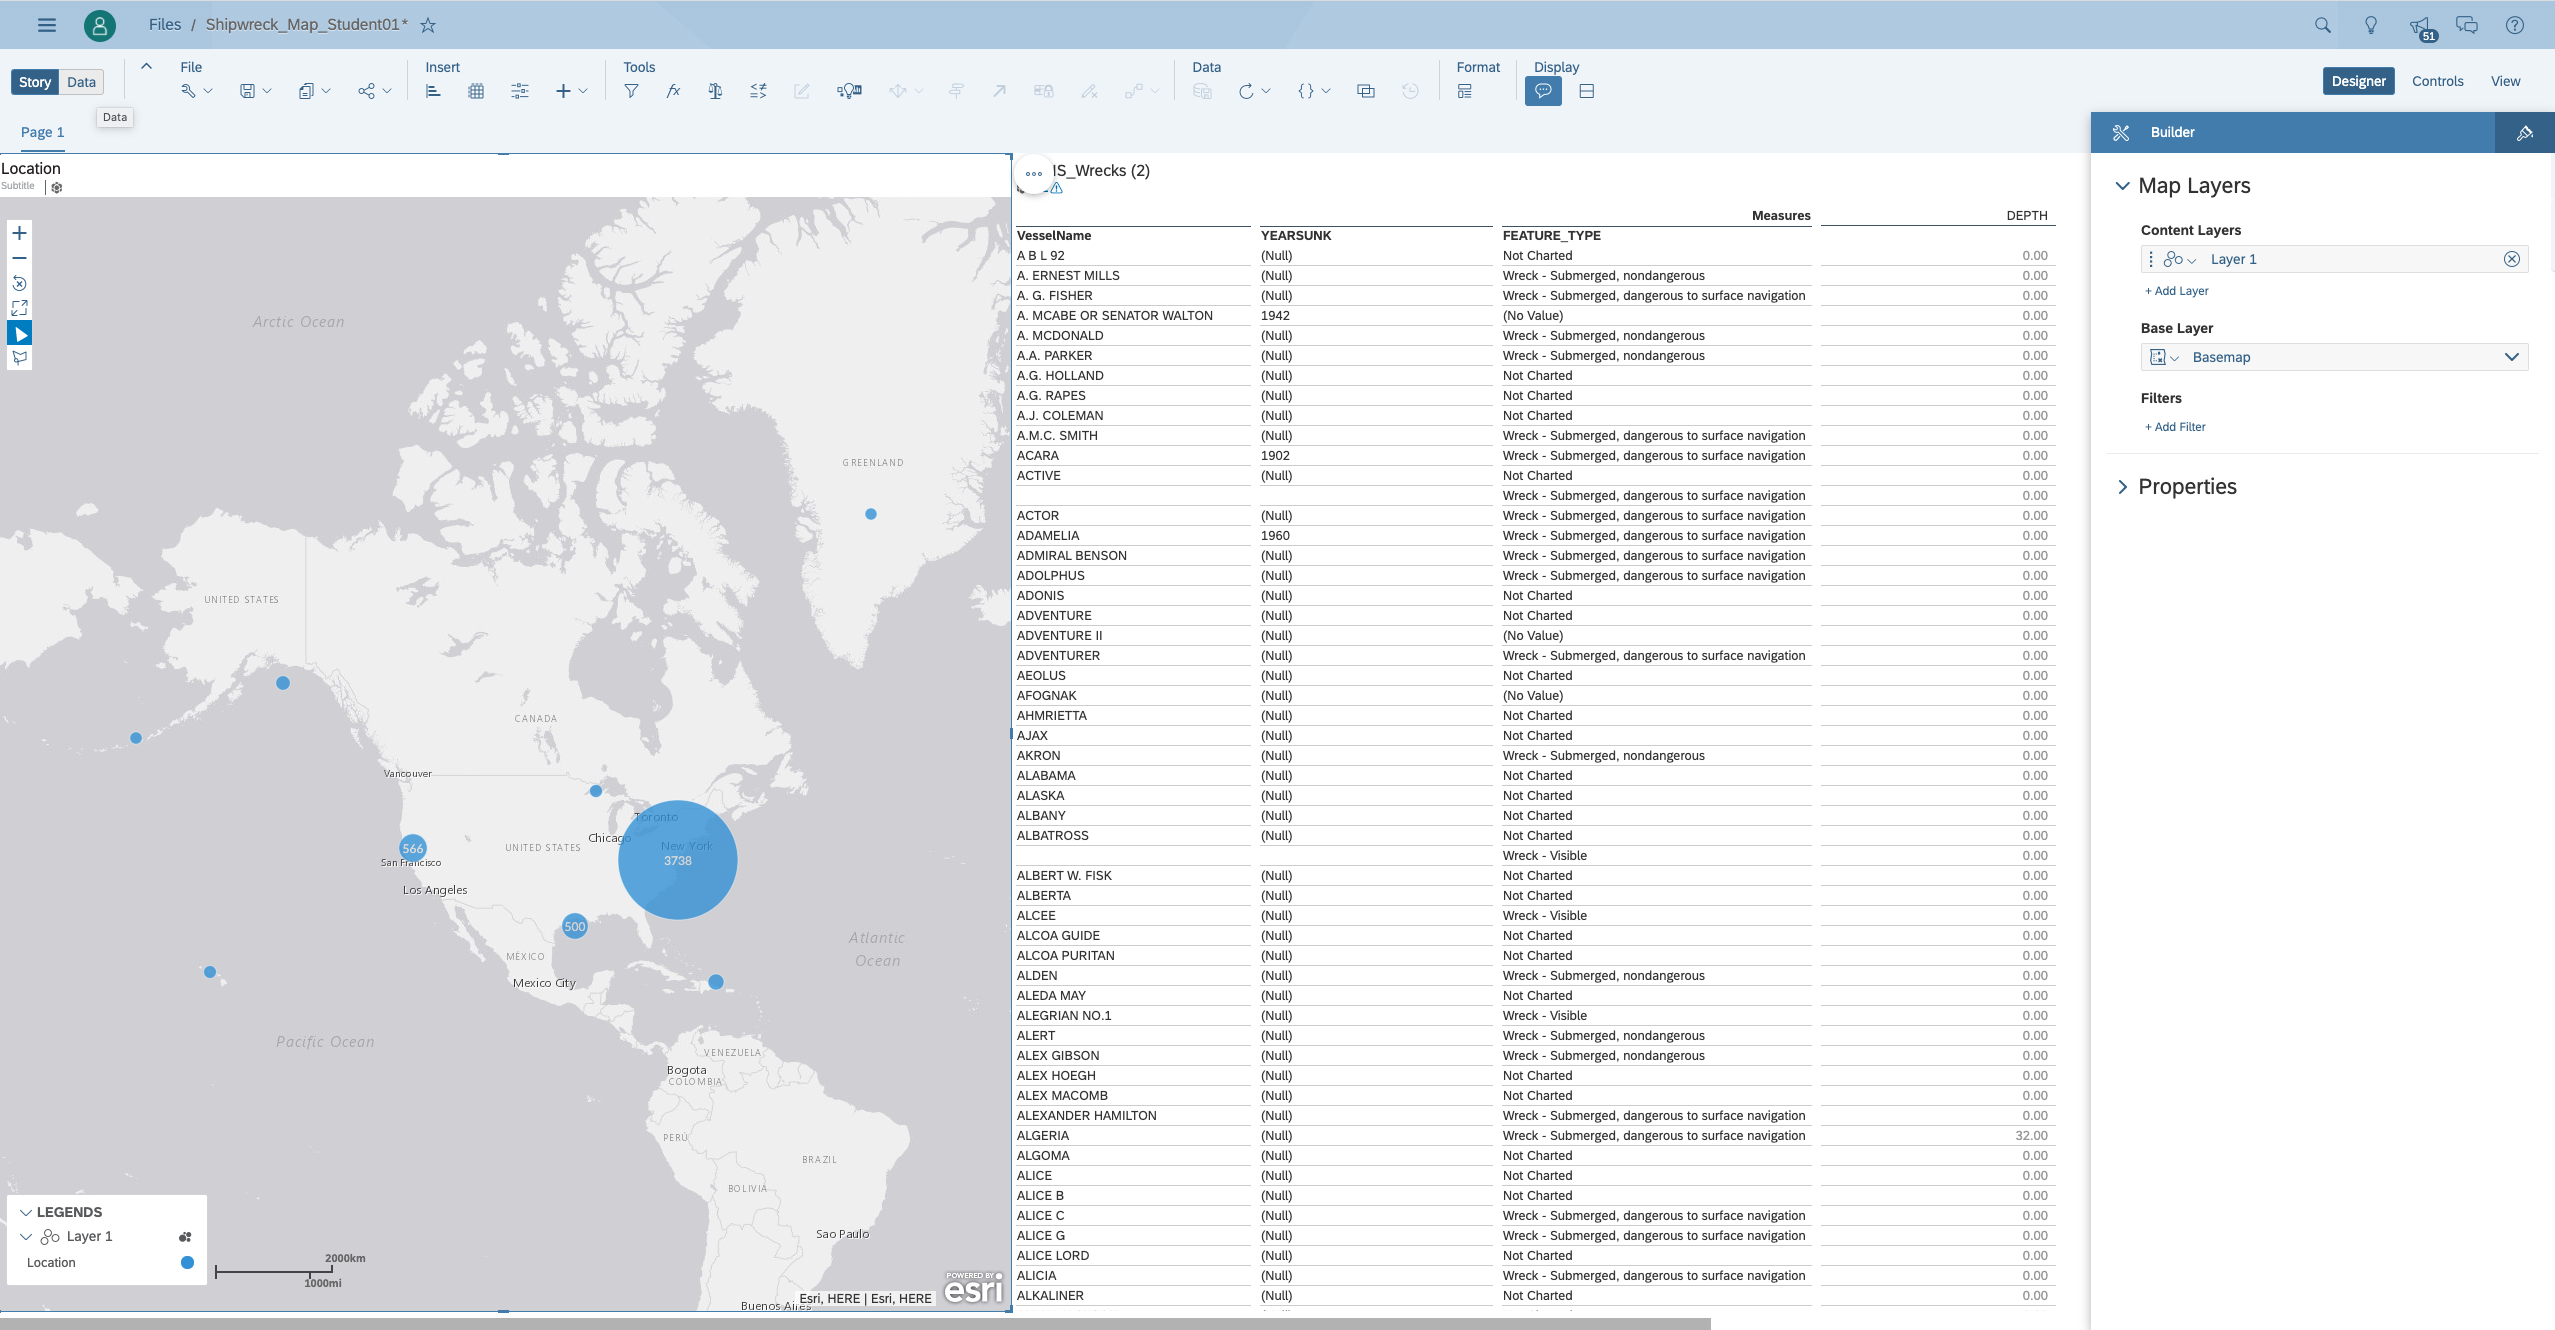 Files / Shipwreck_Map_Student01*
51
Story Data
File
Insert
Tools
Data
Format
Display
Designer Controls View
Data
Page 1
Builder
Location
Subtitle
Arctic Ocean
GREENLAND
UNITED STATES
CANADA
Vancouver
Toronto
Chicago
New York
UNITED STATES
566
3738
San Francisco
Los Angeles
500
Atlantic
Ocean
MÉXICO
Mexico City
Pacific Ocean
VENEZUELA
Bogota
COLOMBIA
PERÚ
BRAZIL
BOLIVIA
Sao Paulo
Buenos Aires
LEGENDS
Layer 1
Location
2000km
1000mi
Esri, HERE | Esri, HERE
POWERED BY
esri
IS_Wrecks (2)
Measures DEPTH
VesselName YEARSUNK FEATURE_TYPE
A B L 92 (Null) Not Charted 0.00
A. ERNEST MILLS (Null) Wreck - Submerged, nondangerous 0.00
A. G. FISHER (Null) Wreck - Submerged, dangerous to surface navigation 0.00
A. MCABE OR SENATOR WALTON 1942 (No Value) 0.00
A. MCDONALD (Null) Wreck - Submerged, nondangerous 0.00
A.A. PARKER (Null) Wreck - Submerged, nondangerous 0.00
A.G. HOLLAND (Null) Not Charted 0.00
A.G. RAPES (Null) Not Charted 0.00
A.J. COLEMAN (Null) Not Charted 0.00
A.M.C. SMITH (Null) Wreck - Submerged, dangerous to surface navigation 0.00
ACARA 1902 Wreck - Submerged, dangerous to surface navigation 0.00
ACTIVE (Null) Not Charted 0.00
Wreck - Submerged, dangerous to surface navigation 0.00
ACTOR (Null) Wreck - Submerged, dangerous to surface navigation 0.00
ADAMELIA 1960 Wreck - Submerged, dangerous to surface navigation 0.00
ADMIRAL BENSON (Null) Wreck - Submerged, dangerous to surface navigation 0.00
ADOLPHUS (Null) Wreck - Submerged, dangerous to surface navigation 0.00
ADONIS (Null) Not Charted 0.00
ADVENTURE (Null) Not Charted 0.00
ADVENTURE II (Null) (No Value) 0.00
ADVENTURER (Null) Wreck - Submerged, dangerous to surface navigation 0.00
AEOLUS (Null) Not Charted 0.00
AFOGNAK (Null) (No Value) 0.00
AHMRIETTA (Null) Not Charted 0.00
AJAX (Null) Not Charted 0.00
AKRON (Null) Wreck - Submerged, nondangerous 0.00
ALABAMA (Null) Not Charted 0.00
ALASKA (Null) Not Charted 0.00
ALBANY (Null) Not Charted 0.00
ALBATROSS (Null) Not Charted 0.00
Wreck - Visible 0.00
ALBERT W. FISK (Null) Not Charted 0.00
ALBERTA (Null) Not Charted 0.00
ALCEE (Null) Wreck - Visible 0.00
ALCOA GUIDE (Null) Not Charted 0.00
ALCOA PURITAN (Null) Not Charted 0.00
ALDEN (Null) Wreck - Submerged, nondangerous 0.00
ALEDA MAY (Null) Not Charted 0.00
ALEGRIAN NO.1 (Null) Wreck - Visible 0.00
ALERT (Null) Wreck - Submerged, nondangerous 0.00
ALEX GIBSON (Null) Wreck - Submerged, nondangerous 0.00
ALEX HOEGH (Null) Not Charted 0.00
ALEX MACOMB (Null) Not Charted 0.00
ALEXANDER HAMILTON (Null) Wreck - Submerged, dangerous to surface navigation 0.00
ALGERIA (Null) Wreck - Submerged, dangerous to surface navigation 32.00
ALGOMA (Null) Not Charted 0.00
ALICE (Null) Not Charted 0.00
ALICE B (Null) Not Charted 0.00
ALICE C (Null) Wreck - Submerged, dangerous to surface navigation 0.00
ALICE G (Null) Wreck - Submerged, dangerous to surface navigation 0.00
ALICE LORD (Null) Not Charted 0.00
ALICIA (Null) Wreck - Submerged, dangerous to surface navigation 0.00
ALKALINER (Null) Not Charted 0.00
Map Layers
Content Layers
Layer 1
+ Add Layer
Base Layer
Basemap
Filters
+ Add Filter
Properties